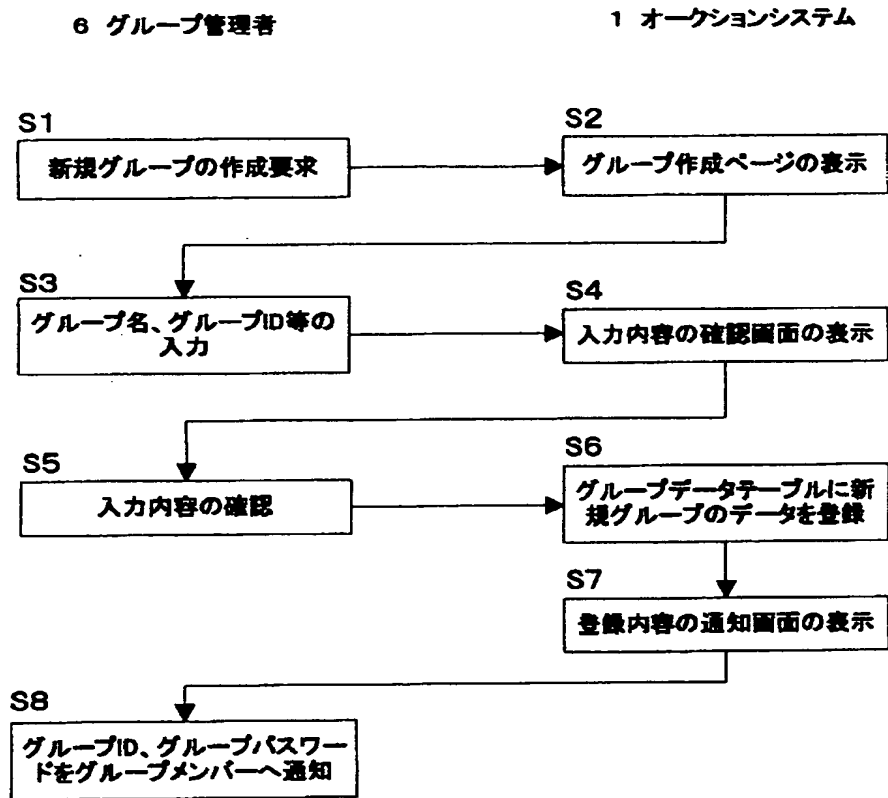 6 グループ管理者
1 オークションシステム
S1
新規グループの作成要求
S2
グループ作成ページの表示
S3
グループ名、グループID等の
入力
S4
入力内容の確認画面の表示
S5
入力内容の確認
S6
グループデータテーブルに新
規グループのデータを登録
S7
登録内容の通知画面の表示
S8
グループID、グループパスワー
ドをグループメンバーへ通知